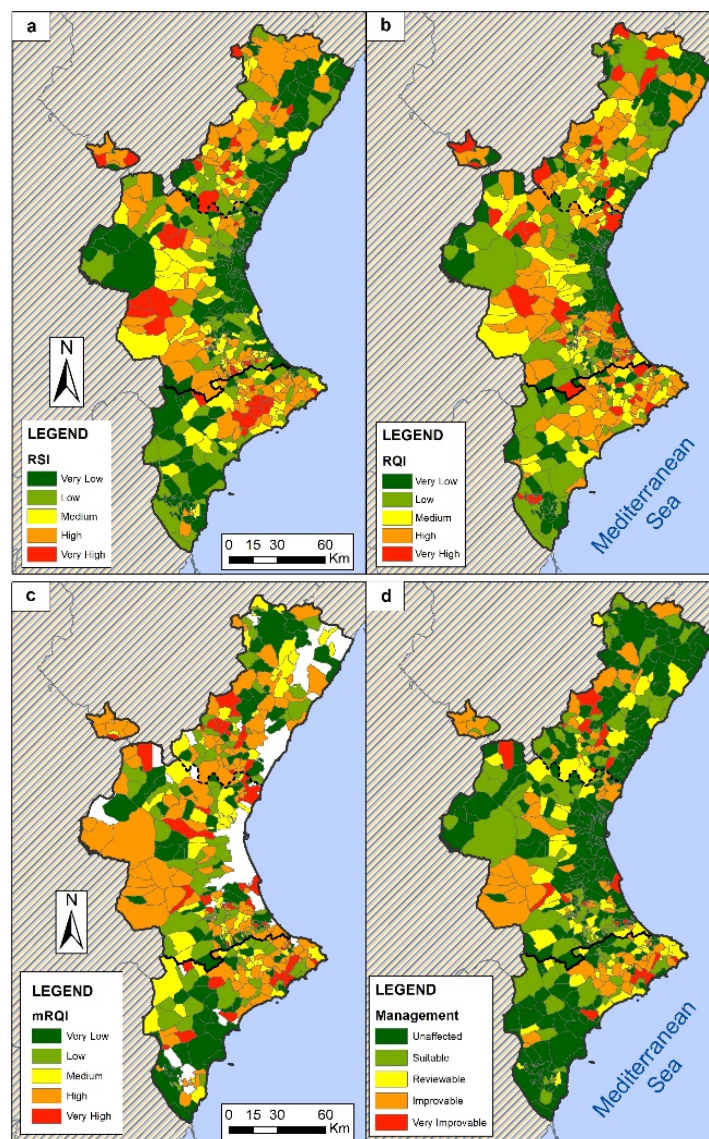 a
N
LEGEND
RSI
Very Low
Low
Medium
High
Very High
0 15 30 60
Km
b
LEGEND
RQI
Very Low
Low
Medium
High
Very High
Mediterranean
Sea
c
N
LEGEND
mRQI
Very Low
Low
Medium
High
Very High
0 15 30 60
Km
d
LEGEND
Management
Unaffected
Suitable
Reviewable
Improvable
Very Improvable
Mediterranean
Sea